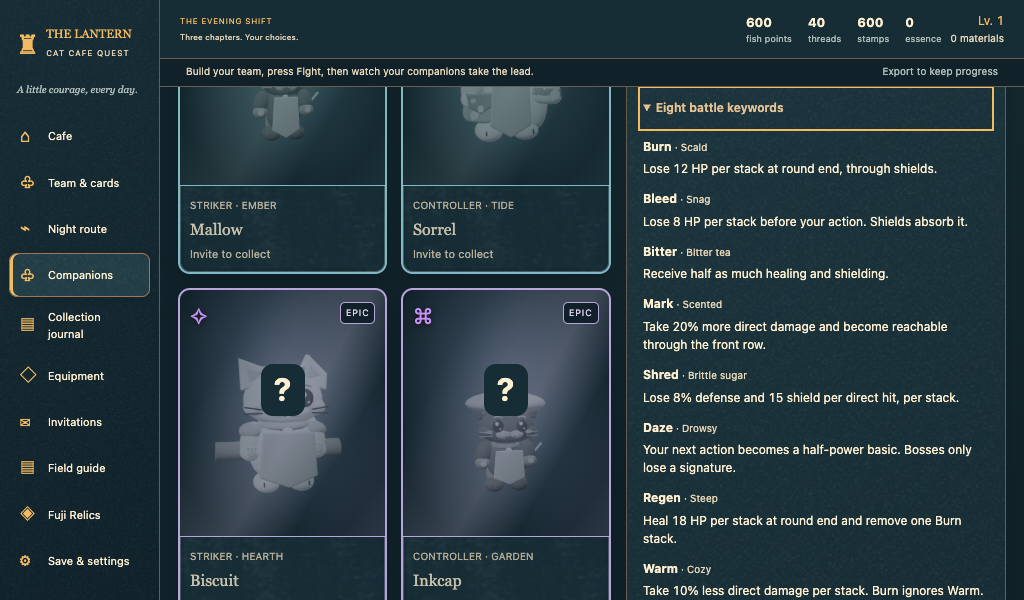 THE LANTERN
CAT CAFE QUEST
A little courage, every day.
Cafe
Team & cards
Night route
Companions
Collection
journal
Equipment
Invitations
Field guide
Fuji Relics
Save & settings
THE EVENING SHIFT
Three chapters. Your choices.
600
fish points
40
threads
600
stamps
0
essence
Lv. 1
0 materials
Build your team, press Fight, then watch your companions take the lead.
Export to keep progress
STRIKER · EMBER
Mallow
Invite to collect
CONTROLLER · TIDE
Sorrel
Invite to collect
EPIC
?
STRIKER · HEARTH
Biscuit
EPIC
?
CONTROLLER · GARDEN
Inkcap
▼ Eight battle keywords
Burn · Scald
Lose 12 HP per stack at round end, through shields.
Bleed · Snag
Lose 8 HP per stack before your action. Shields absorb it.
Bitter · Bitter tea
Receive half as much healing and shielding.
Mark · Scented
Take 20% more direct damage and become reachable
through the front row.
Shred · Brittle sugar
Lose 8% defense and 15 shield per direct hit, per stack.
Daze · Drowsy
Your next action becomes a half-power basic. Bosses only
lose a signature.
Regen · Steep
Heal 18 HP per stack at round end and remove one Burn
stack.
Warm · Cozy
Take 10% less direct damage per stack. Burn ignores Warm.